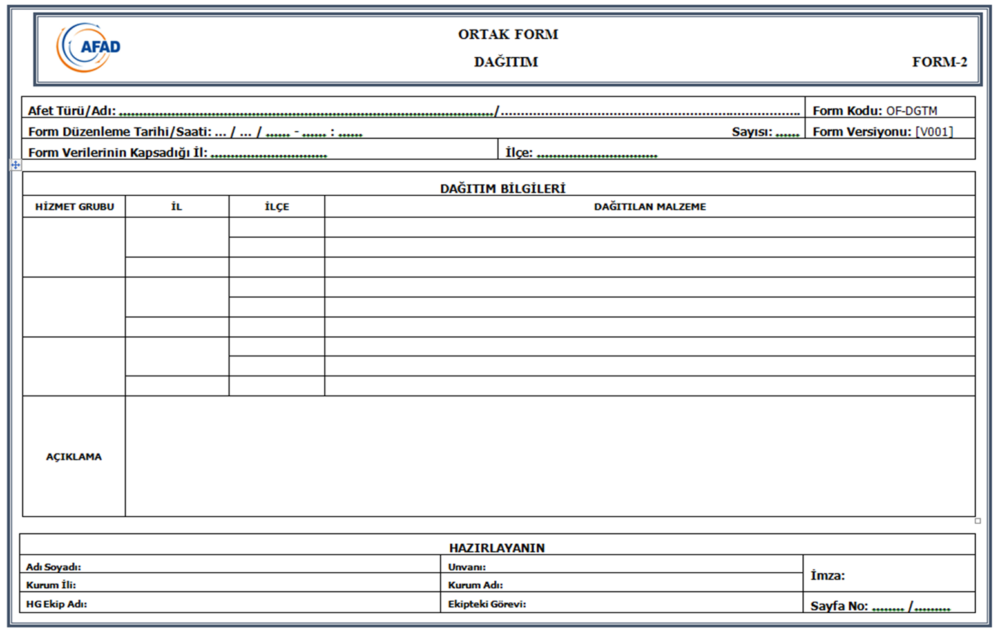 AFAD
ORTAK FORM
DAĞITIM
FORM-2
Afet Türü/Adı: ............................................................................................./............................................................................. Form Kodu: OF-DGTM
Form Düzenleme Tarihi/Saati: ... / ... / ...... - ...... : ...... Sayısı: ...... Form Versiyonu: [V001]
Form Verilerinin Kapsadığı İl: ............................. İlçe: ..............................
DAĞITIM BİLGİLERİ
HİZMET GRUBU İL İLÇE DAĞITILAN MALZEME
AÇIKLAMA
HAZIRLAYANIN
Adı Soyadı: Unvanı: İmza:
Kurum İli: Kurum Adı:
HG Ekip Adı: Ekipteki Görevi: Sayfa No: ........ /.........